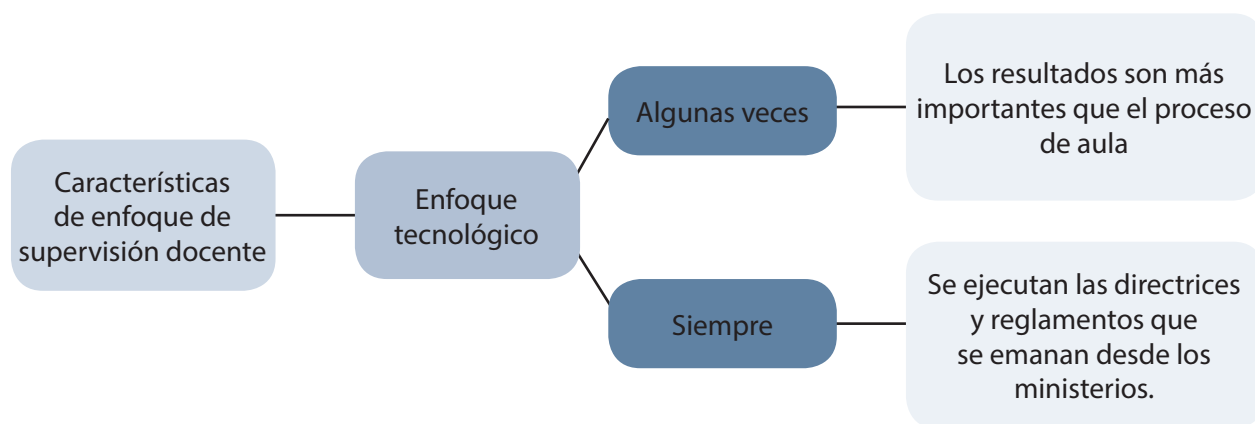 Características
de enfoque de
supervisión docente
Enfoque
tecnológico
Algunas veces
Los resultados son más
importantes que el proceso
de aula
Siempre
Se ejecutan las directrices
y reglamentos que
se emanan desde los
ministerios.